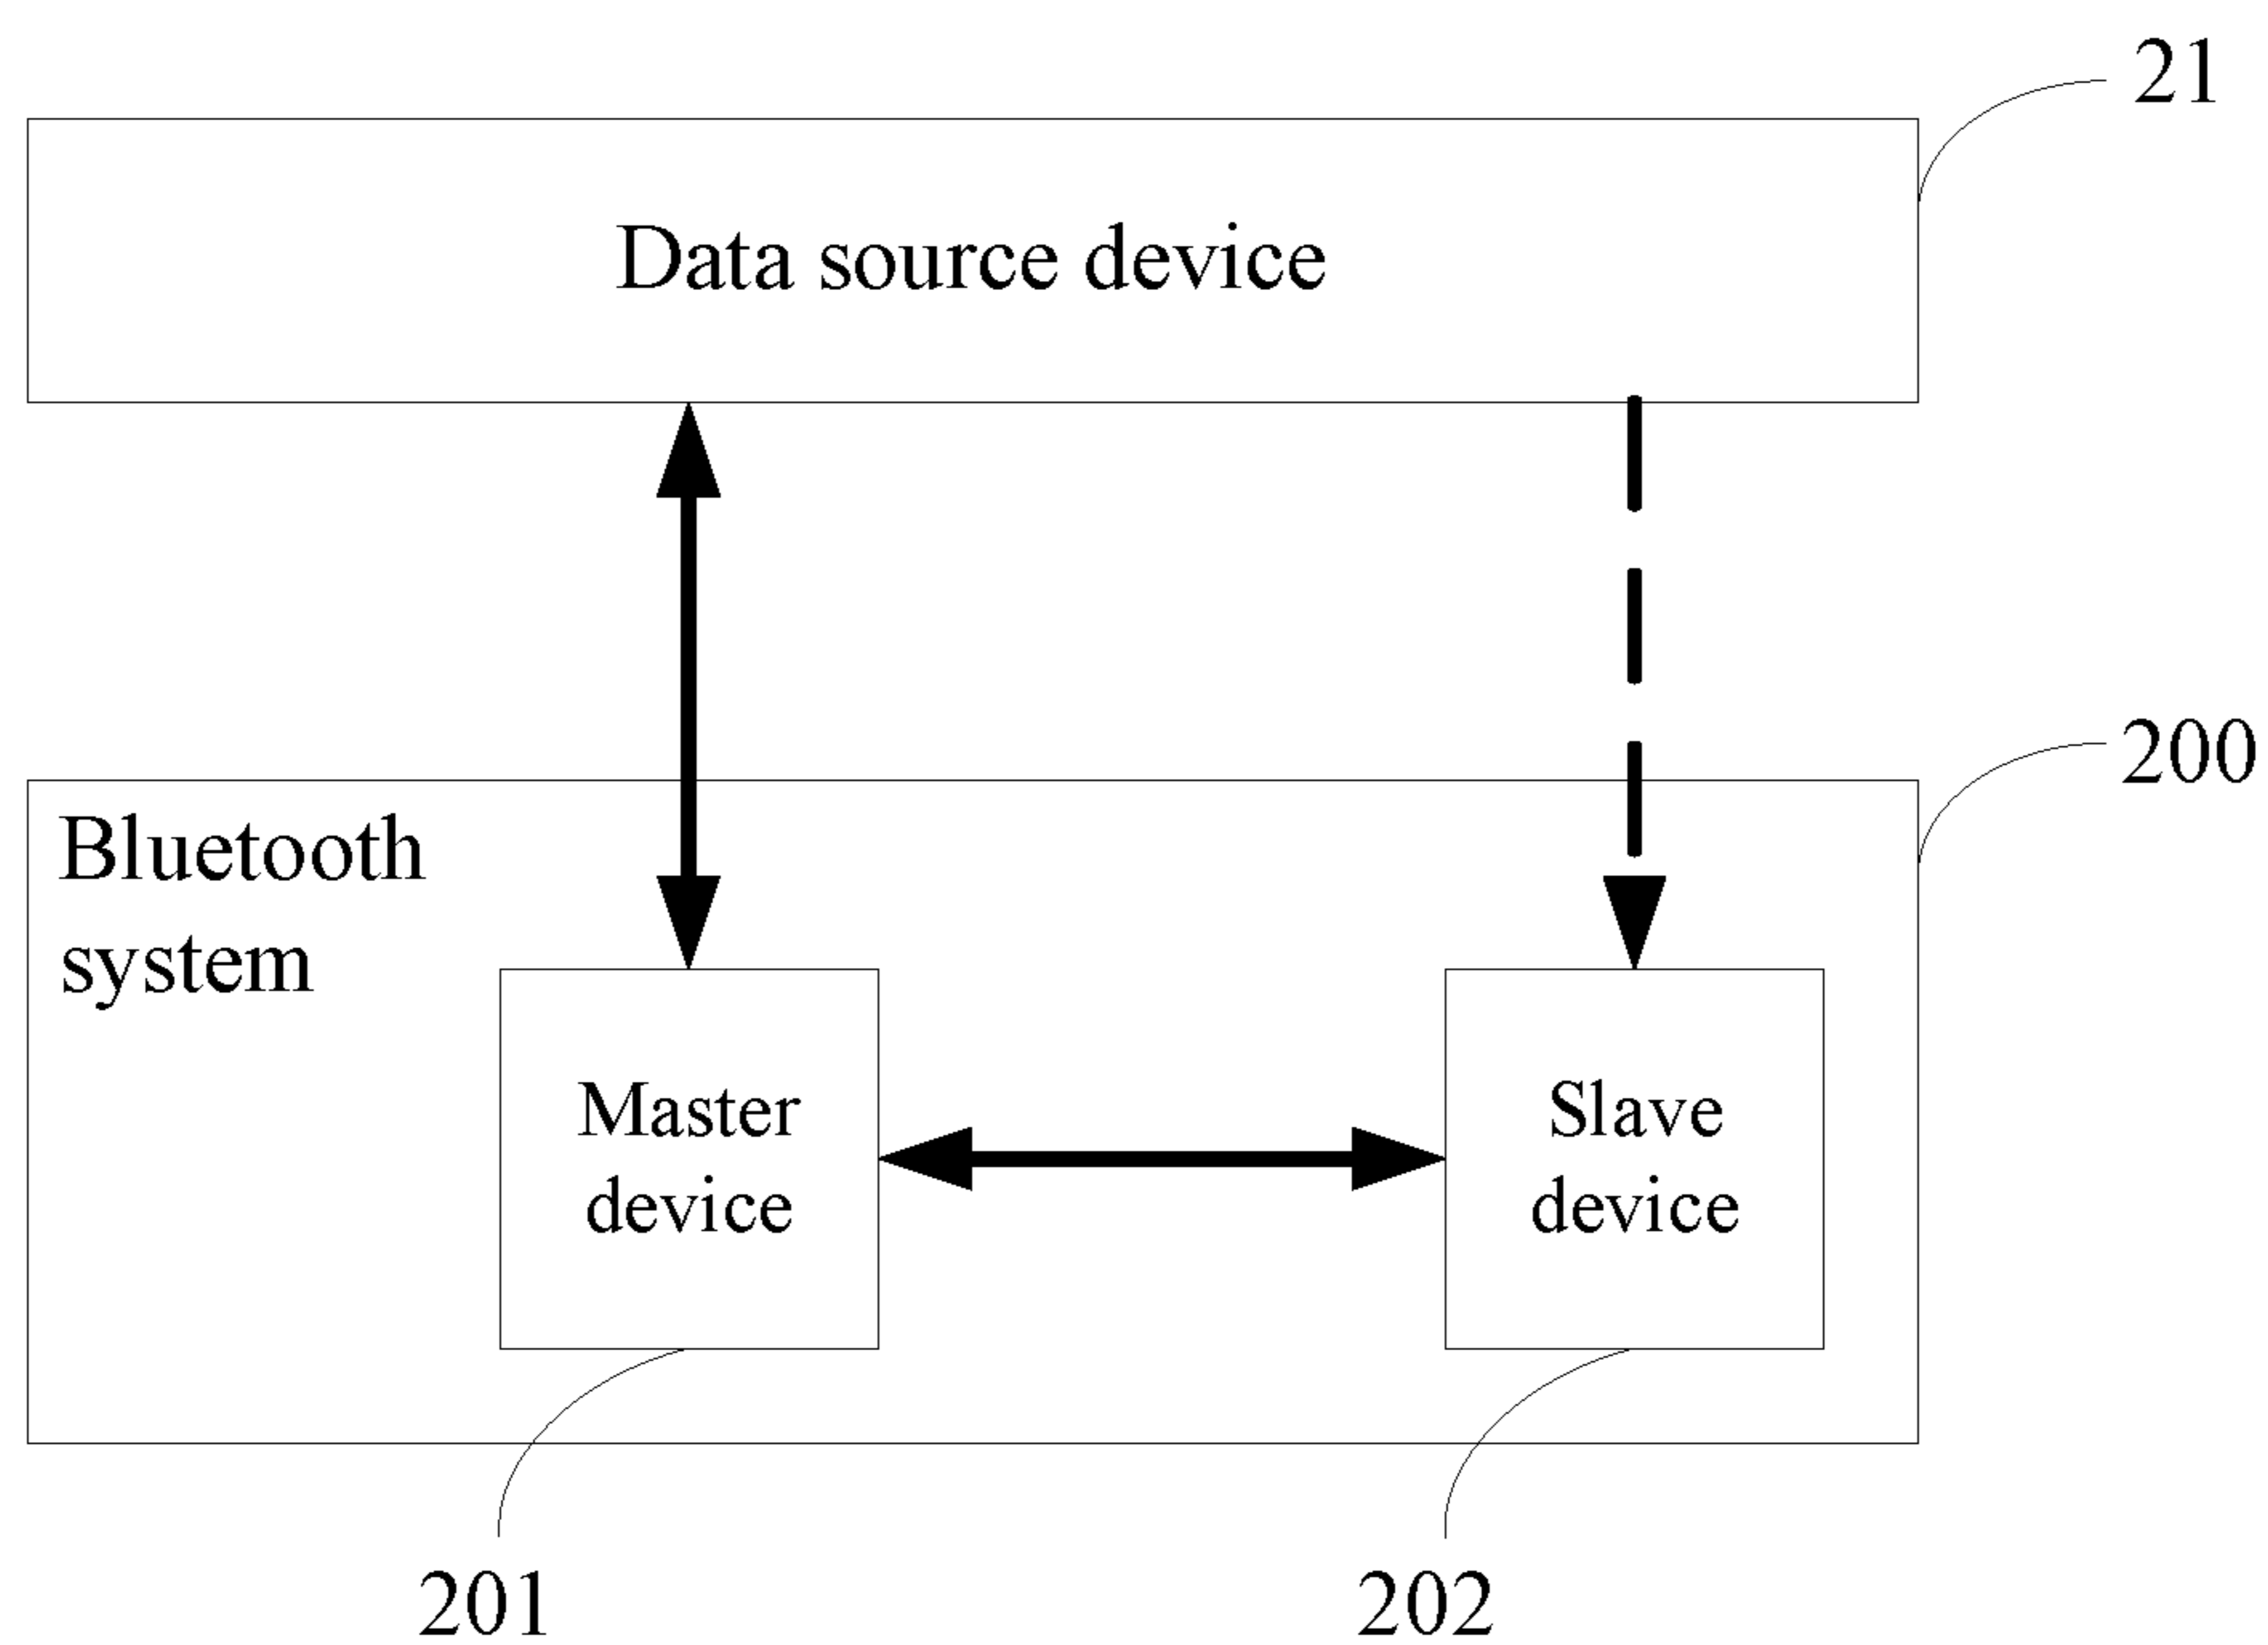 21
Data source device
200
Bluetooth
system
Master
device
Slave
device
201
202